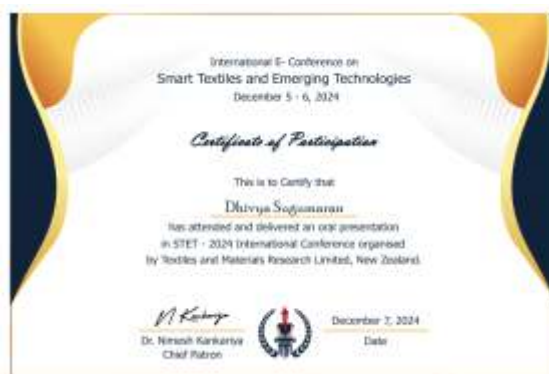 International E- Conference on
Smart Textiles and Emerging Technologies
December 5 - 6, 2024
Certificate of Participation
This is to Certify that
Dhivya Sugumaran
has attended and delivered an oral presentation
in STET - 2024 International Conference organised
by Textiles and Materials Research Limited, New Zealand.
N Kankariya
Dr. Nimesh Kankariya
Chief Patron
December 7, 2024
Date